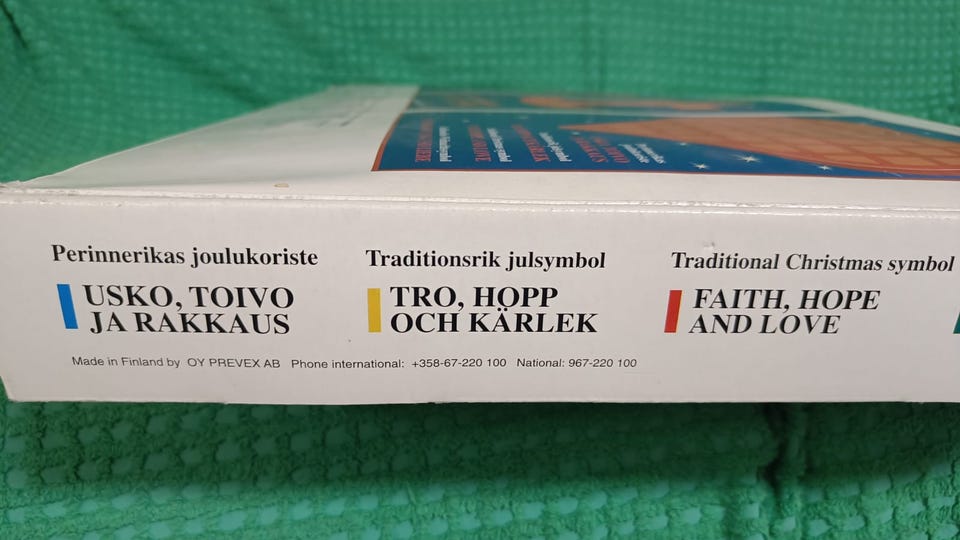 Perinnerikas joulukoriste
USKO, TOIVO
JA RAKKAUS
Traditionsrik julsymbol
TRO, HOPP
OCH KÄRLEK
Traditional Christmas symbol
FAITH, HOPE
AND LOVE
Made in Finland by OY PREVEX AB Phone international: +358-67-220 100 National: 967-220 100